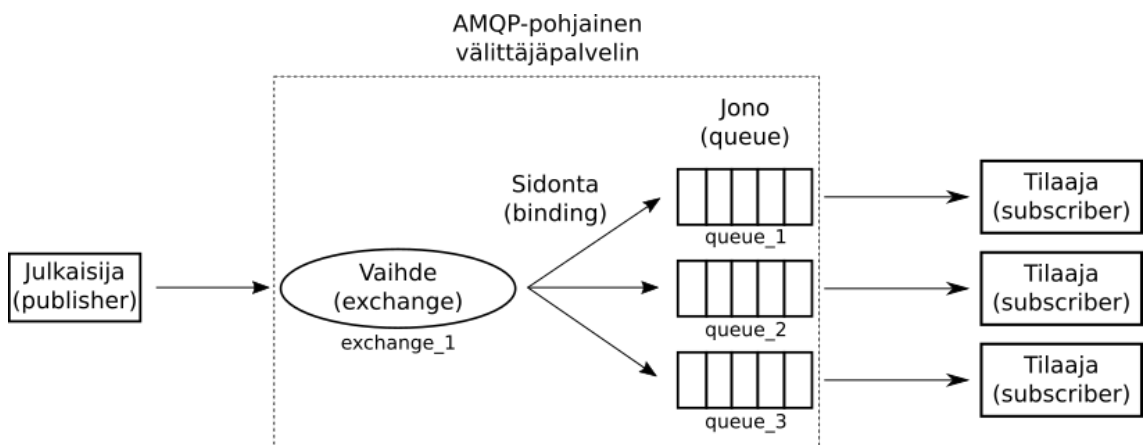 AMQP-pohjainen
välittäjäpalvelin
Jono
(queue)
Sidonta
(binding)
queue_1
Tilaaja
(subscriber)
Julkaisija
(publisher)
Vaihde
(exchange)
exchange_1
queue_2
Tilaaja
(subscriber)
queue_3
Tilaaja
(subscriber)